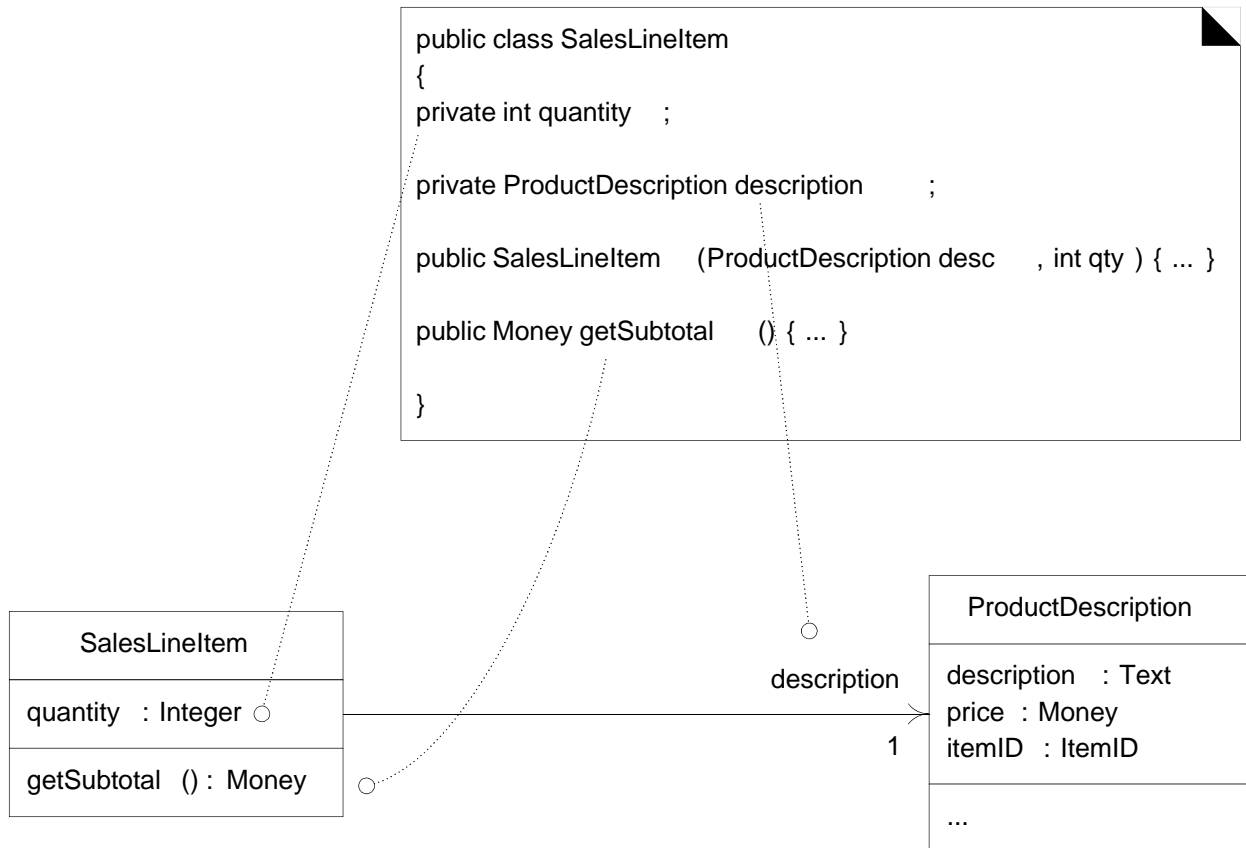 public class SalesLineItem
{
private int quantity ;
private ProductDescription description ;
public SalesLineItem (ProductDescription desc , int qty ) { ... }
public Money getSubtotal () { ... }
}
SalesLineItem
quantity : Integer
getSubtotal () : Money
description
1
ProductDescription
description : Text
price : Money
itemID : ItemID
...